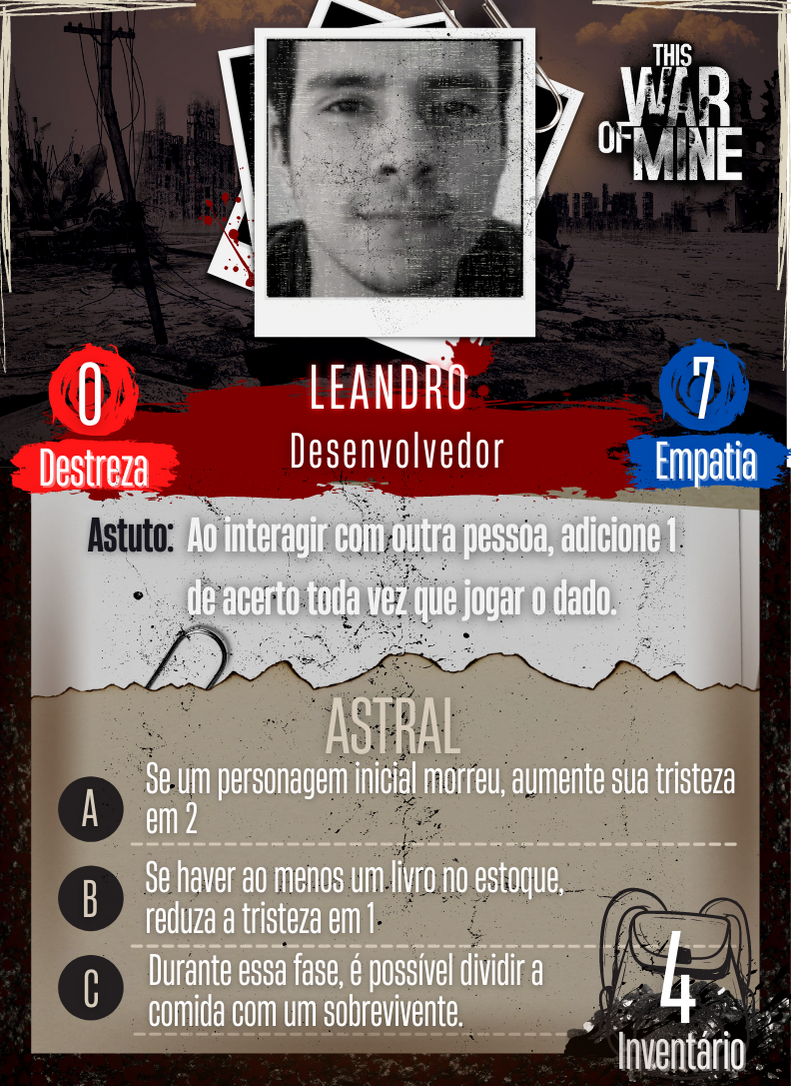 THIS
WAR
OF MINE
LEANDRO
0
7
Desenvolvedor
Destreza
Empatia
Astuto: Ao interagir com outra pessoa, adicione 1
de acerto toda vez que jogar o dado.
ASTRAL
A
Se um personagem inicial morreu, aumente sua tristeza
em 2
B
Se haver ao menos um livro no estoque,
reduza a tristeza em 1
C
Durante essa fase, é possível dividir a
comida com um sobrevivente.
4
Inventário